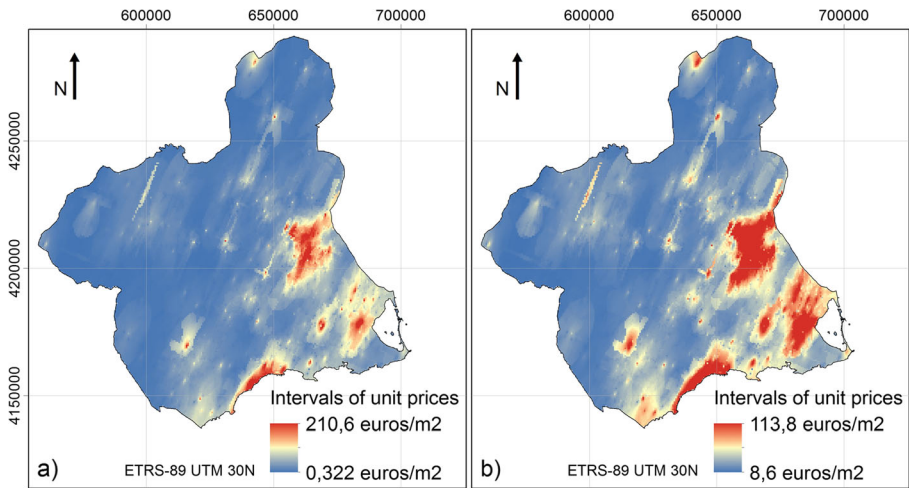 600000 650000 700000 600000 650000 700000
N N
4250000
4200000
4150000
Intervals of unit prices Intervals of unit prices
210,6 euros/m2 113,8 euros/m2
a) ETRS-89 UTM 30N 0,322 euros/m2 b) ETRS-89 UTM 30N 8,6 euros/m2